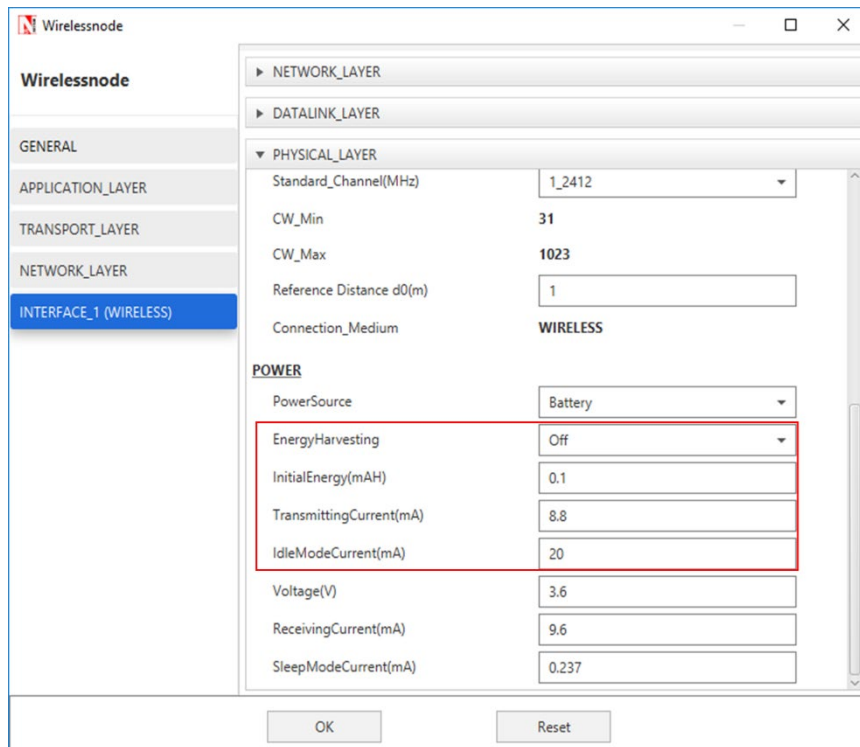 Wirelessnode
Wirelessnode
GENERAL
APPLICATION_LAYER
TRANSPORT_LAYER
NETWORK_LAYER
INTERFACE_1 (WIRELESS)
NETWORK_LAYER
DATALINK_LAYER
PHYSICAL_LAYER
Standard_Channel(MHz) 1_2412
CW_Min 31
CW_Max 1023
Reference Distance d0(m) 1
Connection_Medium WIRELESS
POWER
PowerSource Battery
EnergyHarvesting Off
InitialEnergy(mAH) 0.1
TransmittingCurrent(mA) 8.8
IdleModeCurrent(mA) 20
Voltage(V) 3.6
ReceivingCurrent(mA) 9.6
SleepModeCurrent(mA) 0.237
OK Reset